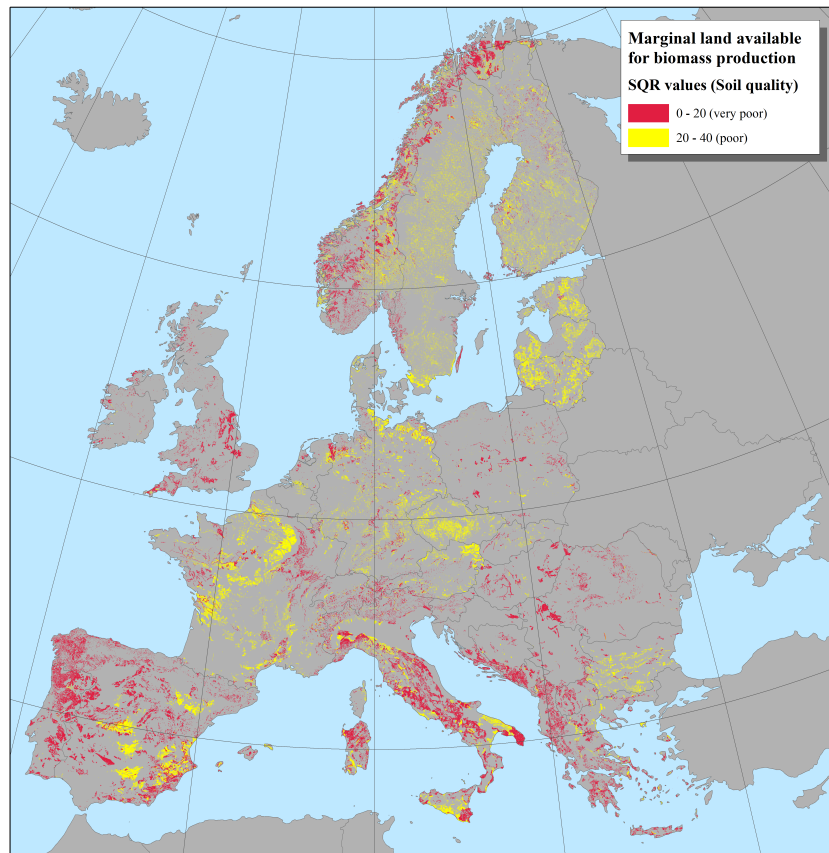 Marginal land available
for biomass production
SQR values (Soil quality)
0 - 20 (very poor)
20 - 40 (poor)